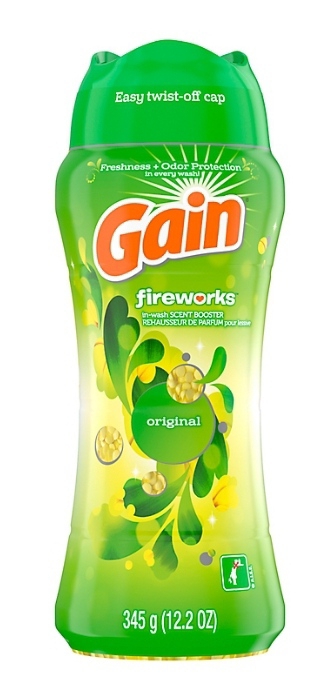 Easy twist-off cap
Freshness + Odor Protection
in every wash!
Gain
fireworks
in-wash SCENT BOOSTER
REHAUSSEUR DE PARFUM pour lessive
original
345 g (12.2 OZ)